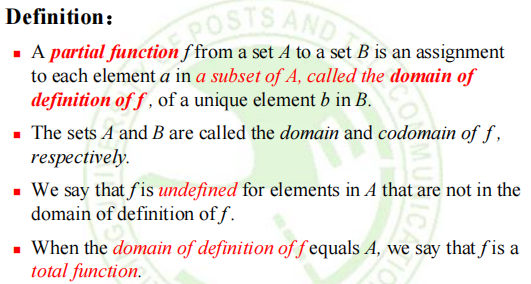 Definition：
▪ A partial function f from a set A to a set B is an assignment
to each element a in a subset of A, called the domain of
definition of f , of a unique element b in B.
▪ The sets A and B are called the domain and codomain of f ,
respectively.
▪ We say that f is undefined for elements in A that are not in the
domain of definition of f .
▪ When the domain of definition of f equals A, we say that f is a
total function.